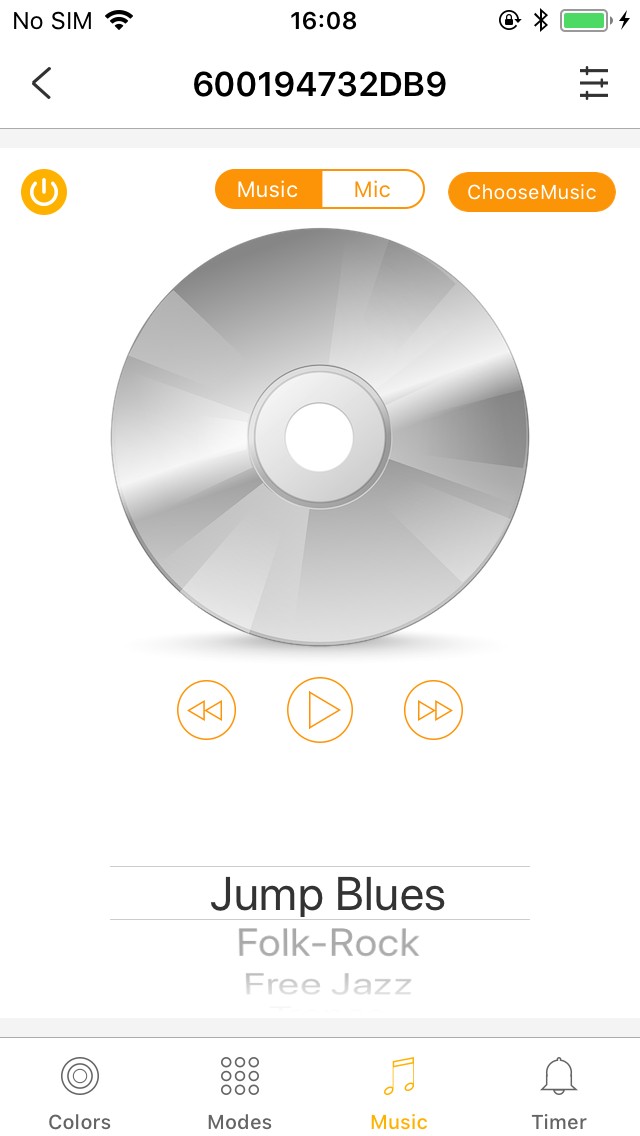 No SIM 16:08
600194732DB9
Music Mic ChooseMusic
Jump Blues
Folk-Rock
Free Jazz
Colors Modes Music Timer